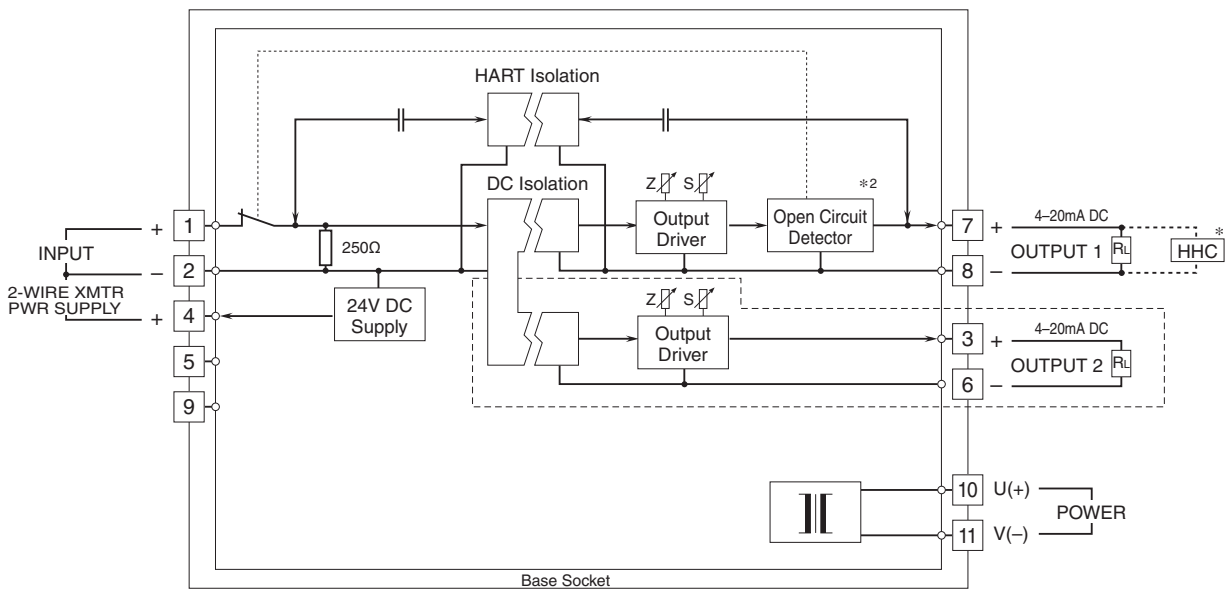 HART Isolation
DC Isolation
Z S
*2
1
+
INPUT
2
–
2-WIRE XMTR
PWR SUPPLY
4
+
5
9
250Ω
24V DC
Supply
Output
Driver
Open Circuit
Detector
7
+
4–20mA DC
OUTPUT 1
RL
HHC
*
8
–
Z S
Output
Driver
3
+
4–20mA DC
OUTPUT 2
RL
6
–
10
U(+)
POWER
11
V(–)
Base Socket